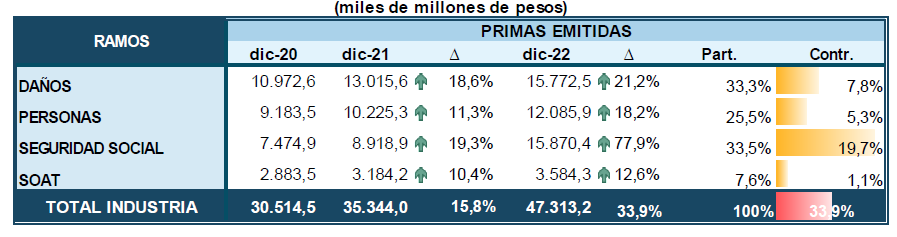 (miles de millones de pesos)
RAMOS PRIMAS EMITIDAS
dic-20 dic-21 Δ dic-22 Δ Part. Contr.
DAÑOS 10.972,6 13.015,6 18,6% 15.772,5 21,2% 33,3% 7,8%
PERSONAS 9.183,5 10.225,3 11,3% 12.085,9 18,2% 25,5% 5,3%
SEGURIDAD SOCIAL 7.474,9 8.918,9 19,3% 15.870,4 77,9% 33,5% 19,7%
SOAT 2.883,5 3.184,2 10,4% 3.584,3 12,6% 7,6% 1,1%
TOTAL INDUSTRIA 30.514,5 35.344,0 15,8% 47.313,2 33,9% 100% 33,9%